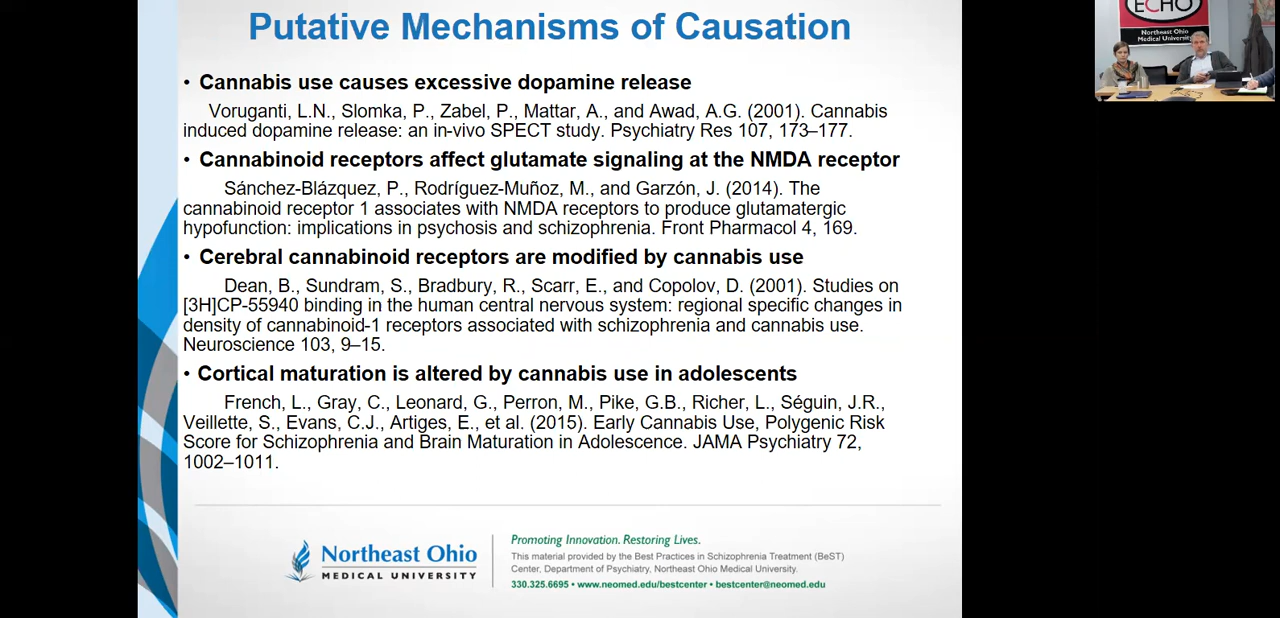 Putative Mechanisms of Causation
• Cannabis use causes excessive dopamine release
Voruganti, L.N., Slomka, P., Zabel, P., Mattar, A., and Awad, A.G. (2001). Cannabis
induced dopamine release: an in-vivo SPECT study. Psychiatry Res 107, 173–177.
• Cannabinoid receptors affect glutamate signaling at the NMDA receptor
Sánchez-Blázquez, P., Rodríguez-Muñoz, M., and Garzón, J. (2014). The
cannabinoid receptor 1 associates with NMDA receptors to produce glutamatergic
hypofunction: implications in psychosis and schizophrenia. Front Pharmacol 4, 169.
• Cerebral cannabinoid receptors are modified by cannabis use
Dean, B., Sundram, S., Bradbury, R., Scarr, E., and Copolov, D. (2001). Studies on
[3H]CP-55940 binding in the human central nervous system: regional specific changes in
density of cannabinoid-1 receptors associated with schizophrenia and cannabis use.
Neuroscience 103, 9–15.
• Cortical maturation is altered by cannabis use in adolescents
French, L., Gray, C., Leonard, G., Perron, M., Pike, G.B., Richer, L., Séguin, J.R.,
Veillette, S., Evans, C.J., Artiges, E., et al. (2015). Early Cannabis Use, Polygenic Risk
Score for Schizophrenia and Brain Maturation in Adolescence. JAMA Psychiatry 72,
1002–1011.
Northeast Ohio
MEDICAL UNIVERSITY
Promoting Innovation. Restoring Lives.
This material provided by the Best Practices in Schizophrenia Treatment (BeST)
Center, Department of Psychiatry, Northeast Ohio Medical University.
330.325.6695 • www.neomed.edu/bestcenter • bestcenter@neomed.edu
ECHO
Northeast Ohio
Medical University